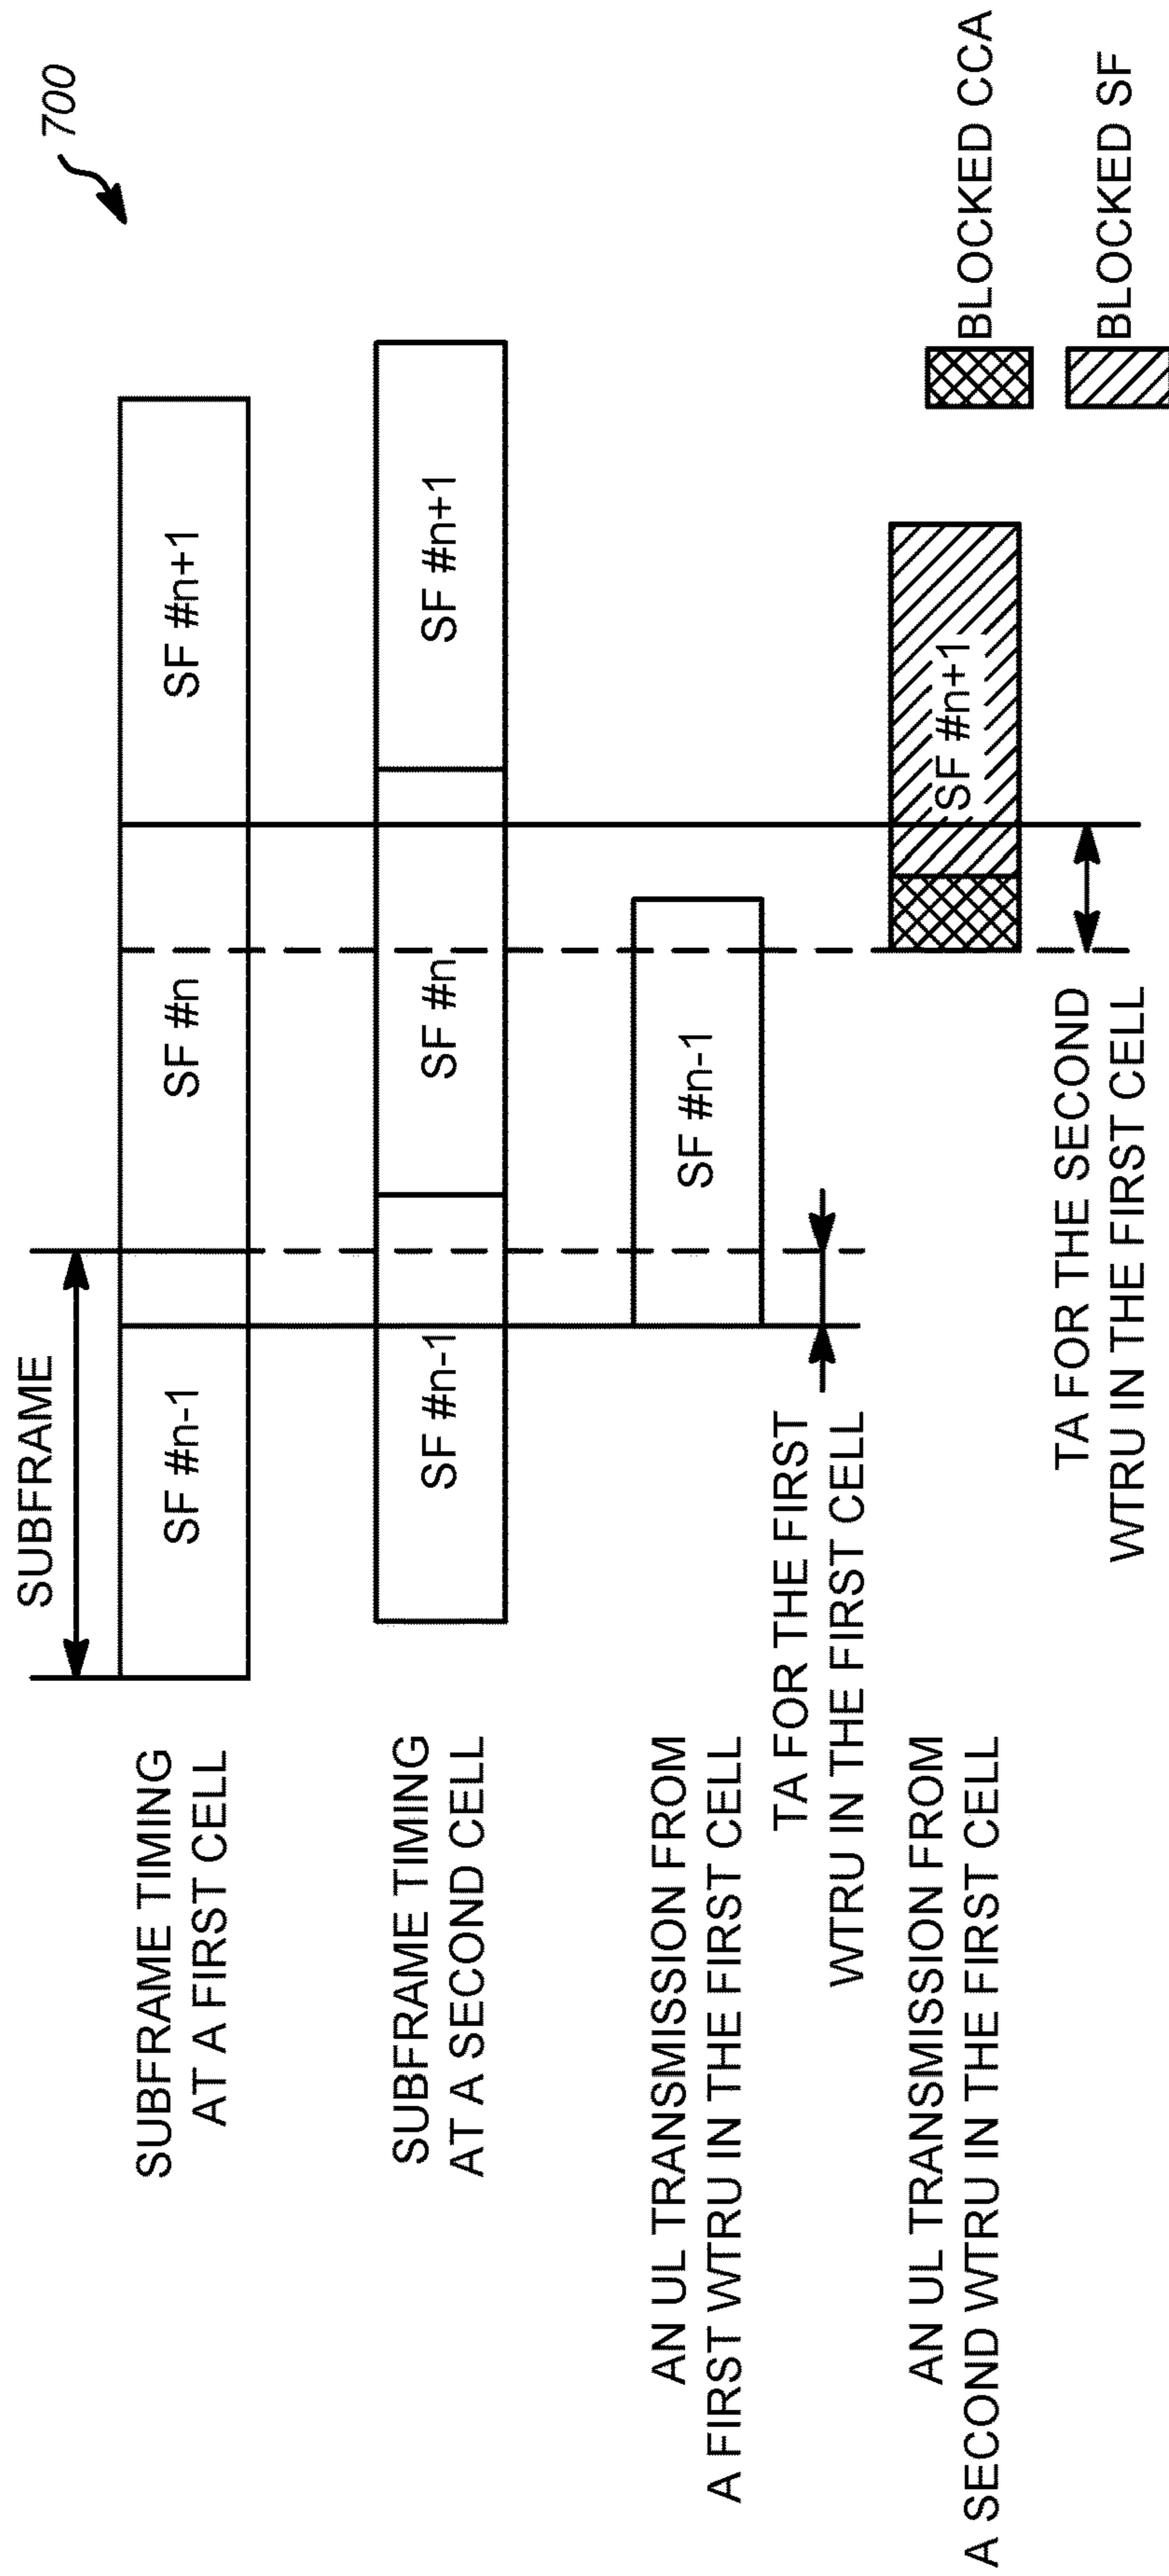 700
SUBFRAME
SUBFRAME TIMING
AT A FIRST CELL
SF #n-1
SF #n
SF #n+1
SUBFRAME TIMING
AT A SECOND CELL
SF #n-1
SF #n
SF #n+1
AN UL TRANSMISSION FROM
A FIRST WTRU IN THE FIRST CELL
SF #n-1
TA FOR THE FIRST
WTRU IN THE FIRST CELL
AN UL TRANSMISSION FROM
A SECOND WTRU IN THE FIRST CELL
SF #n+1
TA FOR THE SECOND
WTRU IN THE FIRST CELL
BLOCKED CCA
BLOCKED SF